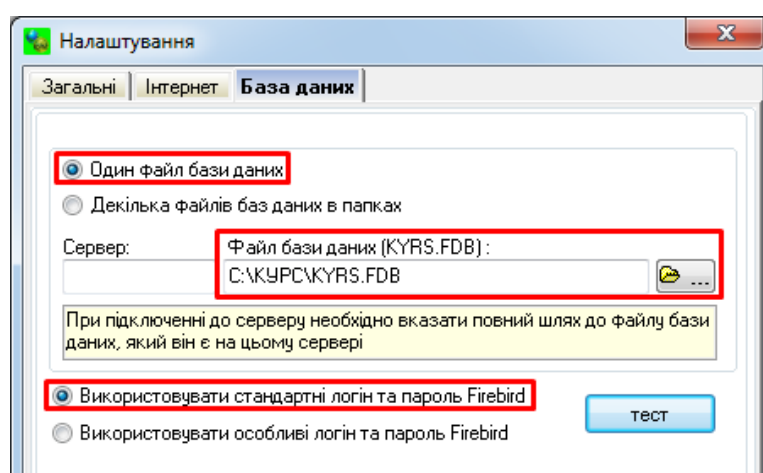 Налаштування
Загальні Інтернет База даних
Один файл бази даних
Декілька файлів баз даних в папках
Сервер: Файл бази даних (KYRS.FDB) :
C:\КУРС\KYRS.FDB ...
При підключенні до серверу необхідно вказати повний шлях до файлу бази
даних, який він є на цьому сервері
Використовувати стандартні логін та пароль Firebird
тест
Використовувати особливі логін та пароль Firebird